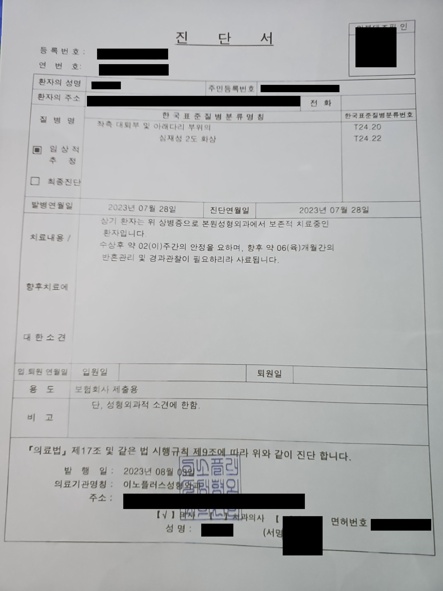 진 단 서
등록번호 :
연 번 호 :
환자의 성명
주민등록번호
환자의 주소
전 화
질 병 명
한국표준질병분류명칭
한국표준질병분류번호
좌측 대퇴부 및 아래다리 부위의
T24.20
심재성 2도 화상
T24.22
임상적
추 정
최종진단
발병연월일
2023년 07월 28일
진단연월일
2023년 07월 28일
치료내용 /
향후치료에
대한 소견
상기 환자는 위 상병증으로 본원성형외과에서 보존적 치료중인
환자입니다
수상후 약 02(이)주간의 안정을 요하며, 향후 약 06(육)개월간의
반흔관리 및 경과관찰이 필요하리라 사료됩니다.
입 퇴원 연월일
입원일
퇴원일
용 도
보험회사 제출용
비 고
단, 성형외과적 소견에 한함.
『의료법』 제17조 및 같은 법 시행규칙 제9조에 따라 위와 같이 진단 합니다.
발 행 일 : 2023년 08월 03일
의료기관명칭 : 이노플러스성형외과
주소 :
[ √ ] 의사 [ ] 치과의사 [
면허번호
성 명 :
(서명